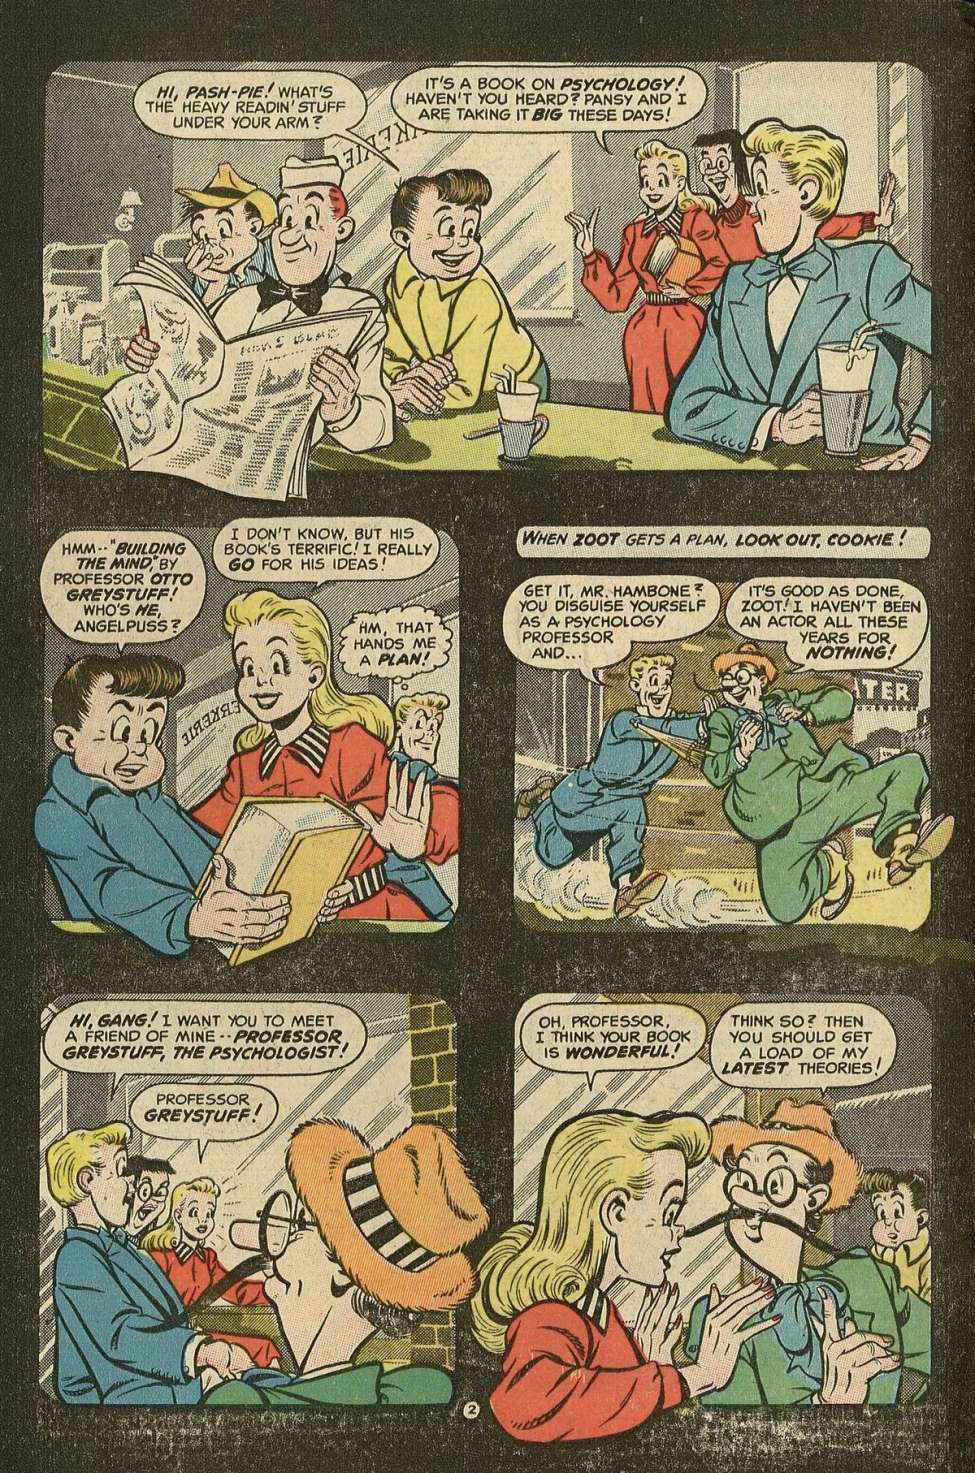 HI, PASH-PIE! WHAT'S
THE HEAVY READIN' STUFF
UNDER YOUR ARM?
IT'S A BOOK ON PSYCHOLOGY!
HAVEN'T YOU HEARD? PANSY AND I
ARE TAKING IT BIG THESE DAYS!
HMM--"BUILDING
THE MIND," BY
PROFESSOR OTTO
GREYSTUFF!
WHO'S HE,
ANGELPUSS?
I DON'T KNOW, BUT HIS
BOOK'S TERRIFIC! I REALLY
GO FOR HIS IDEAS!
HM, THAT
HANDS ME
A PLAN!
WHEN ZOOT GETS A PLAN, LOOK OUT, COOKIE!
GET IT, MR. HAMBONE?
YOU DISGUISE YOURSELF
AS A PSYCHOLOGY
PROFESSOR
AND...
IT'S GOOD AS DONE,
ZOOT! I HAVEN'T BEEN
AN ACTOR ALL THESE
YEARS FOR
NOTHING!
TER
HI, GANG! I WANT YOU TO MEET
A FRIEND OF MINE--PROFESSOR
GREYSTUFF, THE PSYCHOLOGIST!
PROFESSOR
GREYSTUFF!
OH, PROFESSOR,
I THINK YOUR BOOK
IS WONDERFUL!
THINK SO? THEN
YOU SHOULD GET
A LOAD OF MY
LATEST THEORIES!
2